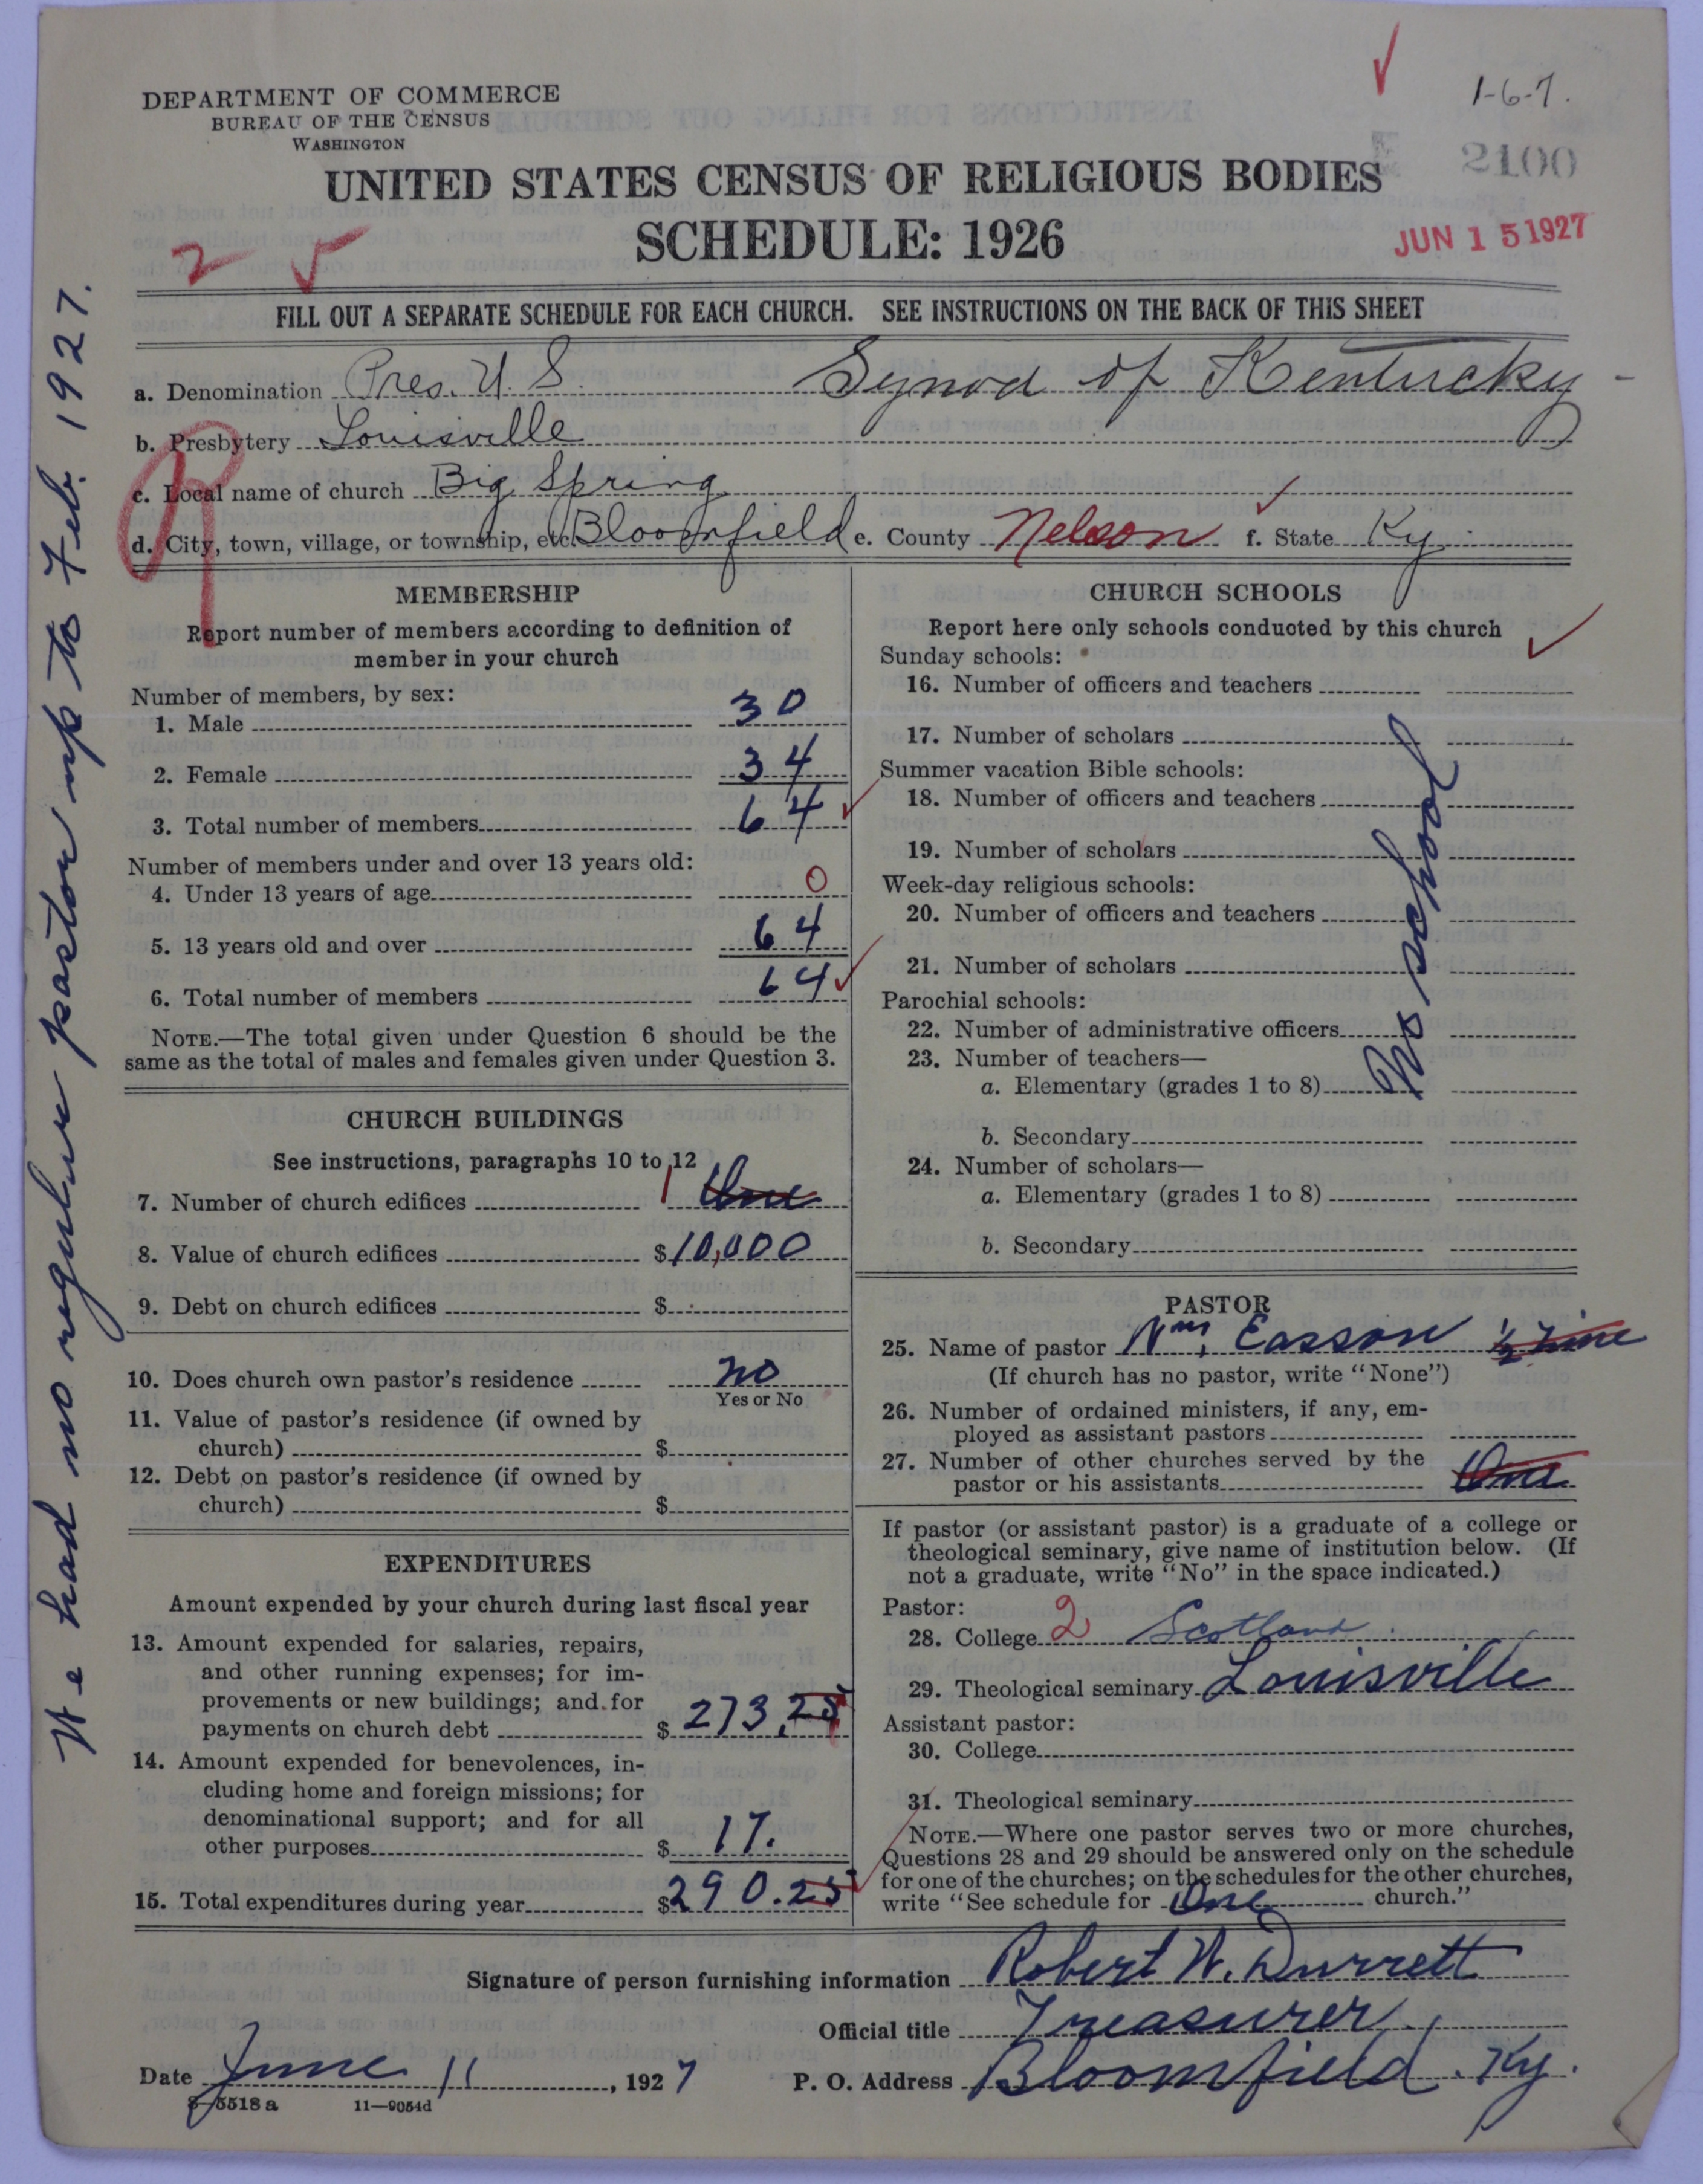 DEPARTMENT OF COMMERCE
BUREAU OF THE CENSUS
WASHINGTON
1-6-7.
2100
UNITED STATES CENSUS OF RELIGIOUS BODIES
SCHEDULE: 1926
JUN 15 1927
2
FILL OUT A SEPARATE SCHEDULE FOR EACH CHURCH. SEE INSTRUCTIONS ON THE BACK OF THIS SHEET
a. Denomination Pres. U. S. Synod of Kentucky
b. Presbytery Louisville
R
c. Local name of church Big Spring
d. City, town, village, or township, etc. Bloomfield e. County Nelson f. State Ky.
We had no regular pastor up to Feb. 1927.
MEMBERSHIP
Report number of members according to definition of
member in your church
Number of members, by sex:
1. Male 30
2. Female 34
3. Total number of members 64
Number of members under and over 13 years old:
4. Under 13 years of age 0
5. 13 years old and over 64
6. Total number of members 64
NOTE.—The total given under Question 6 should be the
same as the total of males and females given under Question 3.
CHURCH BUILDINGS
See instructions, paragraphs 10 to 12
7. Number of church edifices 1 One
8. Value of church edifices $10,000
9. Debt on church edifices $
10. Does church own pastor's residence no
Yes or No
11. Value of pastor's residence (if owned by
church) $
12. Debt on pastor's residence (if owned by
church) $
EXPENDITURES
Amount expended by your church during last fiscal year
13. Amount expended for salaries, repairs,
and other running expenses; for im-
provements or new buildings; and for
payments on church debt $ 273.25
14. Amount expended for benevolences, in-
cluding home and foreign missions; for
denominational support; and for all
other purposes $ 17.
15. Total expenditures during year $290.25
CHURCH SCHOOLS
Report here only schools conducted by this church
Sunday schools:
16. Number of officers and teachers
17. Number of scholars
Summer vacation Bible schools:
18. Number of officers and teachers
19. Number of scholars
Week-day religious schools:
20. Number of officers and teachers
21. Number of scholars
Parochial schools:
22. Number of administrative officers
23. Number of teachers—
a. Elementary (grades 1 to 8)
b. Secondary
24. Number of scholars—
a. Elementary (grades 1 to 8)
b. Secondary
No school
PASTOR
25. Name of pastor Wm. Easson 1/2 time
(If church has no pastor, write "None")
26. Number of ordained ministers, if any, em-
ployed as assistant pastors
27. Number of other churches served by the
pastor or his assistants One
If pastor (or assistant pastor) is a graduate of a college or
theological seminary, give name of institution below. (If
not a graduate, write "No" in the space indicated.)
Pastor:
28. College 2 Scotland
29. Theological seminary Louisville
Assistant pastor:
30. College
31. Theological seminary
NOTE.—Where one pastor serves two or more churches,
Questions 28 and 29 should be answered only on the schedule
for one of the churches; on the schedules for the other churches,
write "See schedule for One church."
Signature of person furnishing information Robert W. Durrett
Official title Treasurer
Date June 11, 1927 P. O. Address Bloomfield, Ky.
8-5518 a 11—9054d